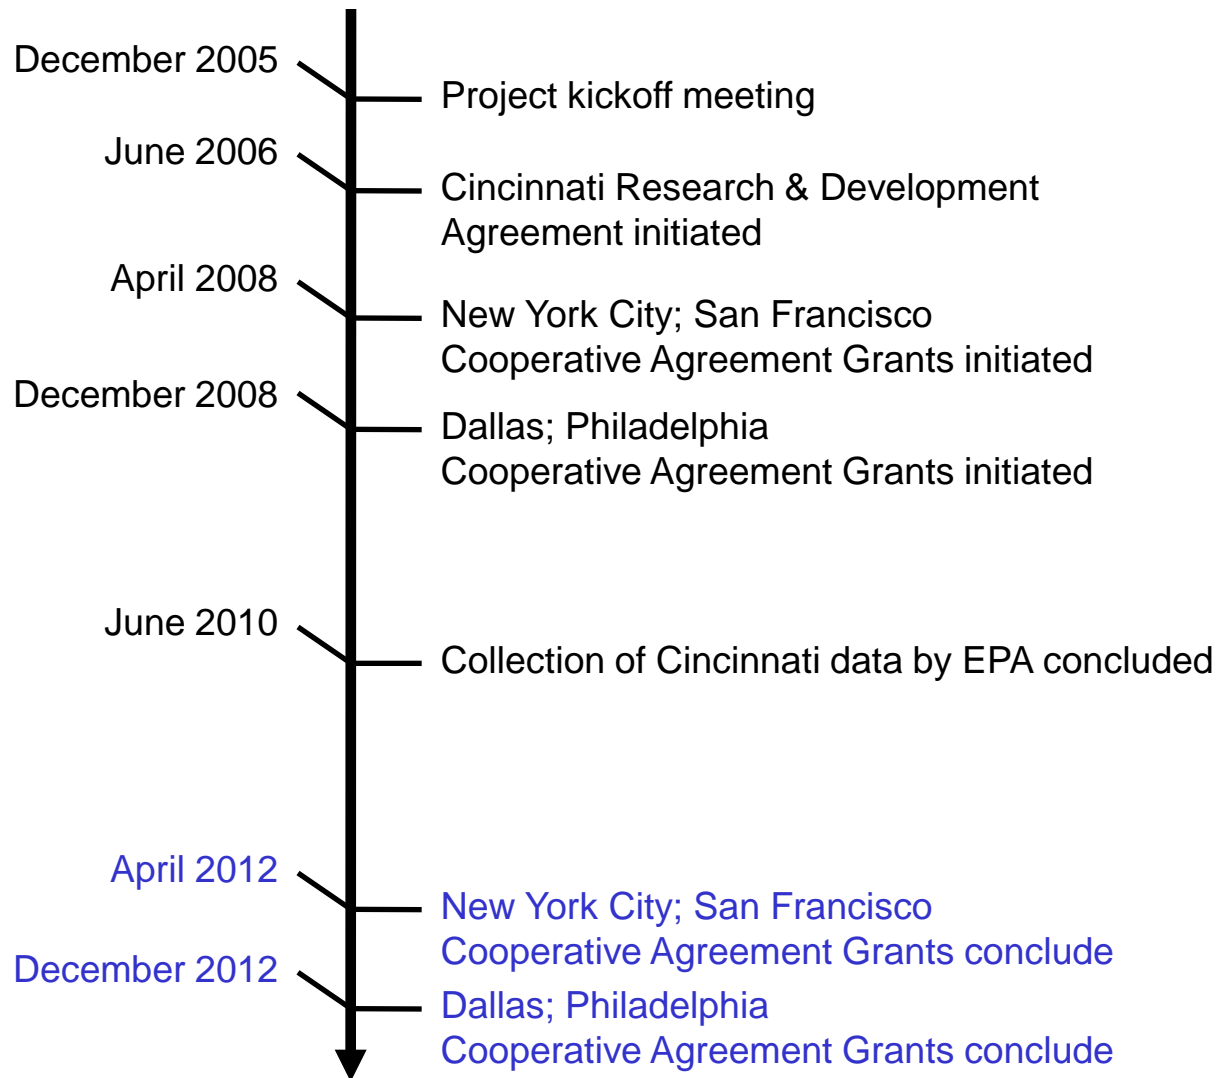 December 2005
Project kickoff meeting
June 2006
Cincinnati Research & Development
Agreement initiated
April 2008
New York City; San Francisco
Cooperative Agreement Grants initiated
December 2008
Dallas; Philadelphia
Cooperative Agreement Grants initiated
June 2010
Collection of Cincinnati data by EPA concluded
April 2012
New York City; San Francisco
Cooperative Agreement Grants conclude
December 2012
Dallas; Philadelphia
Cooperative Agreement Grants conclude